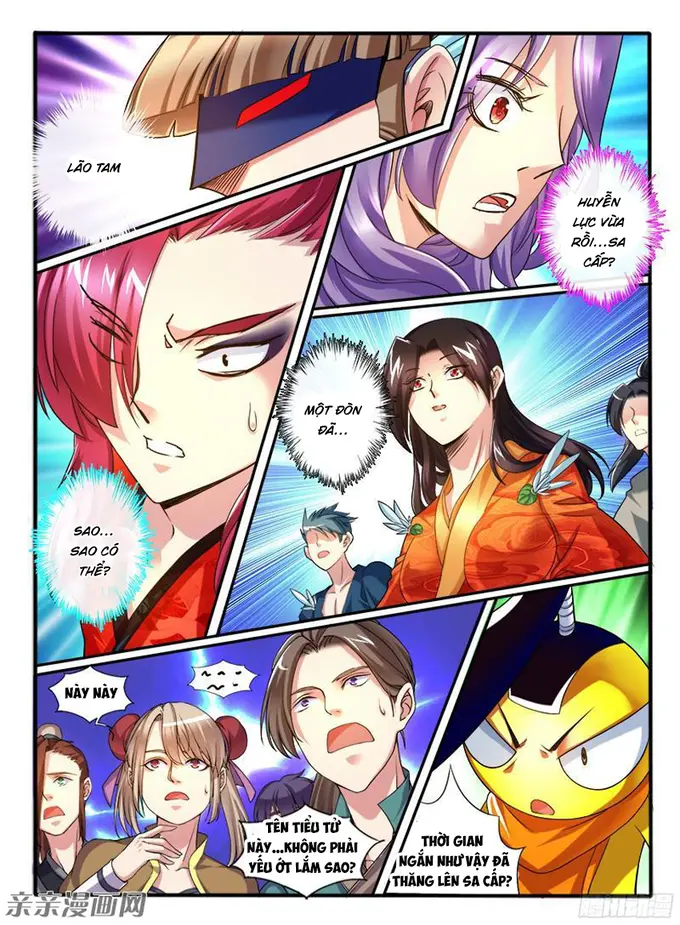 LÃO TAM
HUYỄN
LỰC VỪA
RỒI...SA
CẤP?
MỘT ĐÒN
ĐÃ...
SAO...
SAO CÓ
THỂ?
NÀY NÀY
TÊN TIỂU TỬ
NÀY...KHÔNG PHẢI
YẾU ỚT LẮM SAO?
THỜI GIAN
NGẮN NHƯ VẬY ĐÃ
THĂNG LÊN SA CẤP?
亲亲漫画网